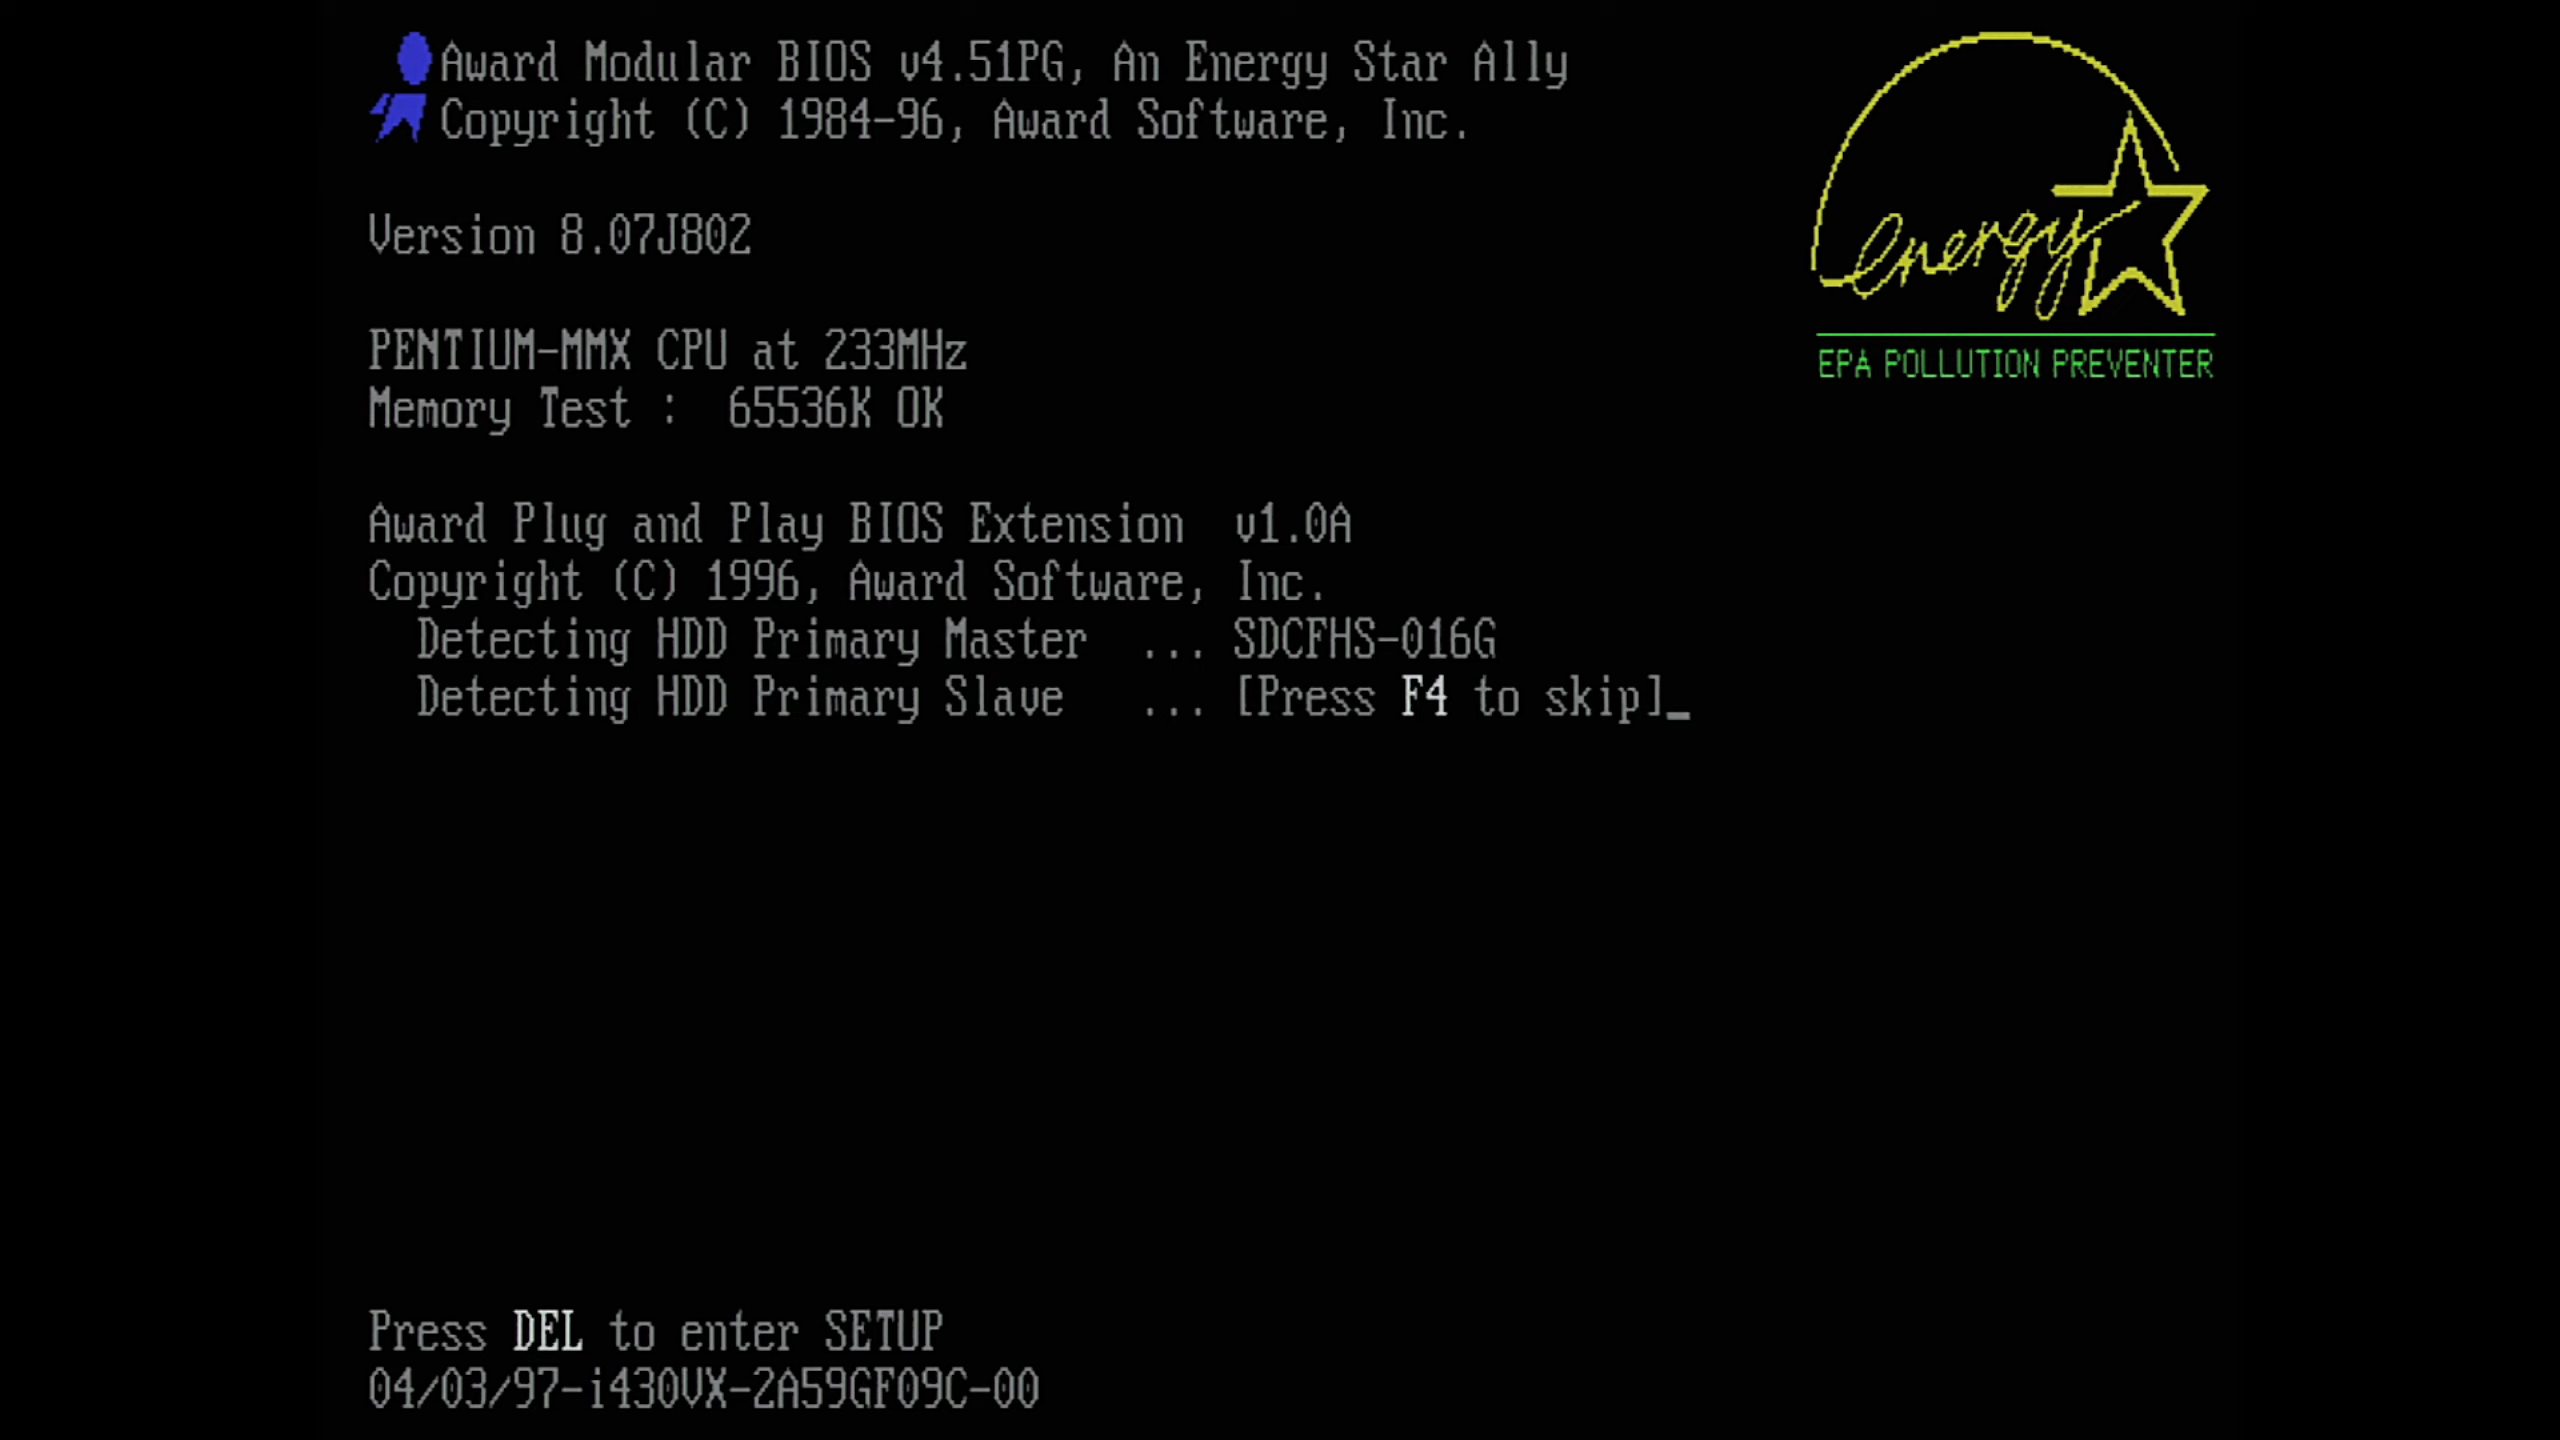 Award Modular BIOS v4.51PG, An Energy Star Ally
Copyright (C) 1984-96, Award Software, Inc.
energy
EPA POLLUTION PREVENTER
Version 8.07J802
PENTIUM-MMX CPU at 233MHz
Memory Test :  65536K OK
Award Plug and Play BIOS Extension  v1.0A
Copyright (C) 1996, Award Software, Inc.
Detecting HDD Primary Master  ... SDCFHS-016G
Detecting HDD Primary Slave   ... [Press F4 to skip]_
Press DEL to enter SETUP
04/03/97-i430VX-2A59GF09C-00